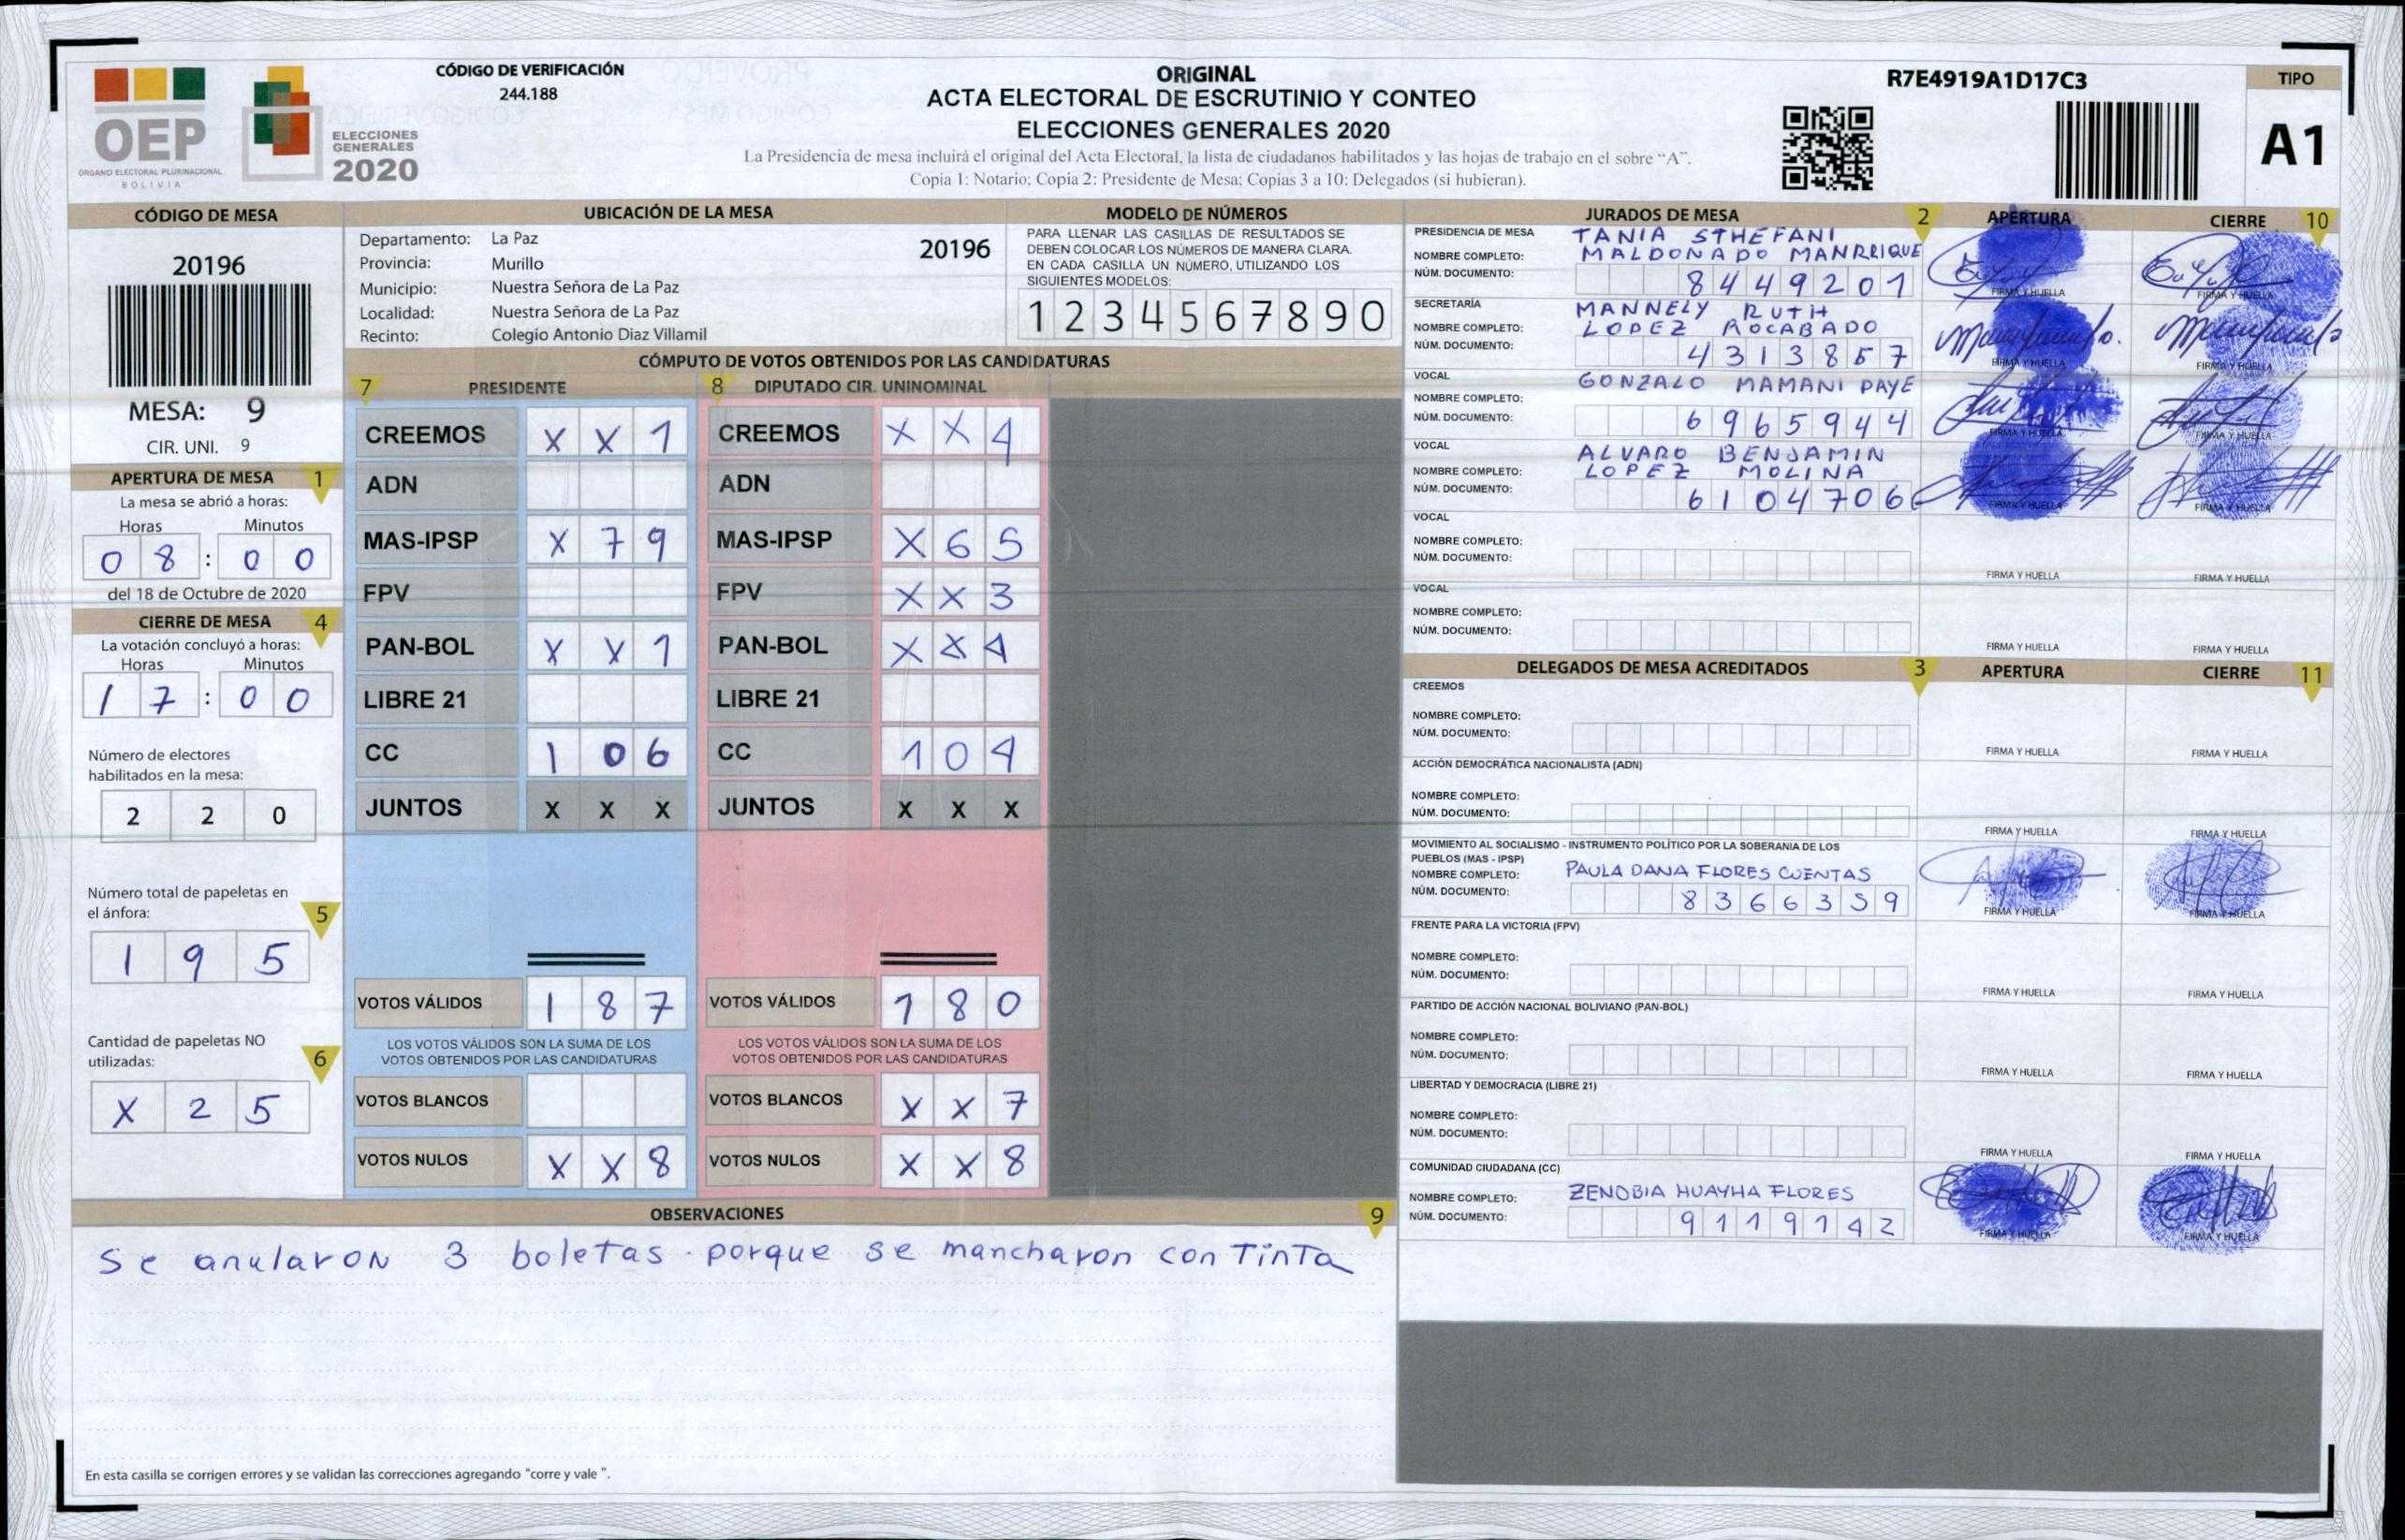 CÓDIGO DE VERIFICACIÓN
244.188
OEP
ÓRGANO ELECTORAL PLURINACIONAL
BOLIVIA
ELECCIONES
GENERALES
2020
ORIGINAL
ACTA ELECTORAL DE ESCRUTINIO Y CONTEO
ELECCIONES GENERALES 2020
La Presidencia de mesa incluirá el original del Acta Electoral, la lista de ciudadanos habilitados y las hojas de trabajo en el sobre “A”.
Copia 1: Notario; Copia 2: Presidente de Mesa; Copias 3 a 10: Delegados (si hubieran).
R7E4919A1D17C3
TIPO
A1
CÓDIGO DE MESA
20196
MESA: 9
CIR. UNI. 9
APERTURA DE MESA 1
La mesa se abrió a horas:
Horas Minutos
0 8 : 0 0
del 18 de Octubre de 2020
CIERRE DE MESA 4
La votación concluyó a horas:
Horas Minutos
1 7 : 0 0
Número de electores
habilitados en la mesa:
2 2 0
Número total de papeletas en
el ánfora: 5
1 9 5
Cantidad de papeletas NO
utilizadas: 6
X 2 5
UBICACIÓN DE LA MESA
Departamento: La Paz 20196
Provincia: Murillo
Municipio: Nuestra Señora de La Paz
Localidad: Nuestra Señora de La Paz
Recinto: Colegio Antonio Diaz Villamil
MODELO DE NÚMEROS
PARA LLENAR LAS CASILLAS DE RESULTADOS SE
DEBEN COLOCAR LOS NÚMEROS DE MANERA CLARA.
EN CADA CASILLA UN NÚMERO, UTILIZANDO LOS
SIGUIENTES MODELOS:
1 2 3 4 5 6 7 8 9 0
CÓMPUTO DE VOTOS OBTENIDOS POR LAS CANDIDATURAS
7 PRESIDENTE 8 DIPUTADO CIR. UNINOMINAL
CREEMOS X X 1 CREEMOS X X 4
ADN ADN
MAS-IPSP X 7 9 MAS-IPSP X 6 5
FPV FPV X X 3
PAN-BOL X X 1 PAN-BOL X X 4
LIBRE 21 LIBRE 21
CC 1 0 6 CC 1 0 4
JUNTOS X X X JUNTOS X X X
VOTOS VÁLIDOS 1 8 7 VOTOS VÁLIDOS 1 8 0
LOS VOTOS VÁLIDOS SON LA SUMA DE LOS LOS VOTOS VÁLIDOS SON LA SUMA DE LOS
VOTOS OBTENIDOS POR LAS CANDIDATURAS VOTOS OBTENIDOS POR LAS CANDIDATURAS
VOTOS BLANCOS VOTOS BLANCOS X X 7
VOTOS NULOS X X 8 VOTOS NULOS X X 8
OBSERVACIONES 9
Se anularon 3 boletas porque se mancharon con Tinta
En esta casilla se corrigen errores y se validan las correcciones agregando “corre y vale ”.
JURADOS DE MESA 2 APERTURA CIERRE 10
PRESIDENCIA DE MESA TANIA STHEFANI
NOMBRE COMPLETO: MALDONADO MANRRIQUE
NÚM. DOCUMENTO: 8449201
FIRMA Y HUELLA FIRMA Y HUELLA
SECRETARÍA MANNELY RUTH
NOMBRE COMPLETO: LOPEZ ROCABADO
NÚM. DOCUMENTO: 4313857
FIRMA Y HUELLA FIRMA Y HUELLA
VOCAL GONZALO MAMANI PAYE
NOMBRE COMPLETO:
NÚM. DOCUMENTO: 6965944
FIRMA Y HUELLA FIRMA Y HUELLA
VOCAL ALVARO BENJAMIN
NOMBRE COMPLETO: LOPEZ MOLINA
NÚM. DOCUMENTO: 6104706
FIRMA Y HUELLA FIRMA Y HUELLA
VOCAL
NOMBRE COMPLETO:
NÚM. DOCUMENTO:
FIRMA Y HUELLA FIRMA Y HUELLA
VOCAL
NOMBRE COMPLETO:
NÚM. DOCUMENTO:
FIRMA Y HUELLA FIRMA Y HUELLA
DELEGADOS DE MESA ACREDITADOS 3 APERTURA CIERRE 11
CREEMOS
NOMBRE COMPLETO:
NÚM. DOCUMENTO:
FIRMA Y HUELLA FIRMA Y HUELLA
ACCIÓN DEMOCRÁTICA NACIONALISTA (ADN)
NOMBRE COMPLETO:
NÚM. DOCUMENTO:
FIRMA Y HUELLA FIRMA Y HUELLA
MOVIMIENTO AL SOCIALISMO - INSTRUMENTO POLÍTICO POR LA SOBERANIA DE LOS
PUEBLOS (MAS - IPSP)
NOMBRE COMPLETO: PAULA DANA FLORES CUENTAS
NÚM. DOCUMENTO: 8366359
FIRMA Y HUELLA FIRMA Y HUELLA
FRENTE PARA LA VICTORIA (FPV)
NOMBRE COMPLETO:
NÚM. DOCUMENTO:
FIRMA Y HUELLA FIRMA Y HUELLA
PARTIDO DE ACCIÓN NACIONAL BOLIVIANO (PAN-BOL)
NOMBRE COMPLETO:
NÚM. DOCUMENTO:
FIRMA Y HUELLA FIRMA Y HUELLA
LIBERTAD Y DEMOCRACIA (LIBRE 21)
NOMBRE COMPLETO:
NÚM. DOCUMENTO:
FIRMA Y HUELLA FIRMA Y HUELLA
COMUNIDAD CIUDADANA (CC)
NOMBRE COMPLETO: ZENOBIA HUAYHA FLORES
NÚM. DOCUMENTO: 9119142
FIRMA Y HUELLA FIRMA Y HUELLA